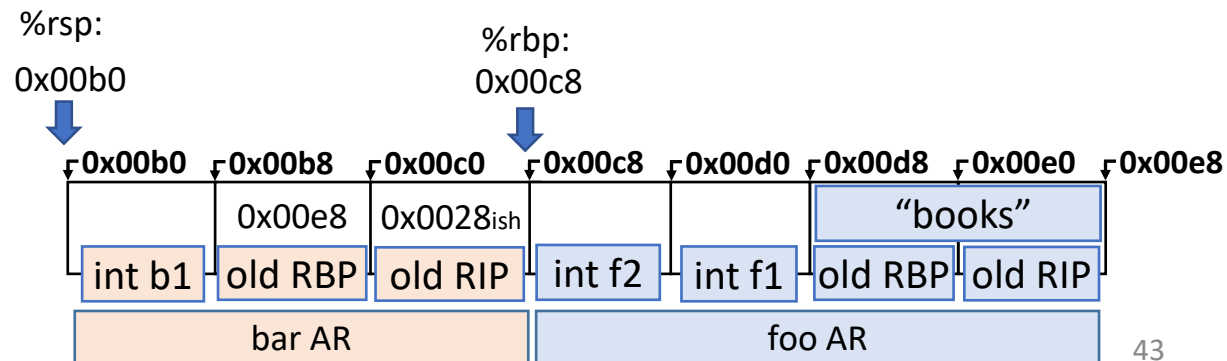 %rsp:
0x00b0
%rbp:
0x00c8
0x00b0 0x00b8 0x00c0 0x00c8 0x00d0 0x00d8 0x00e0 0x00e8
0x00e8 0x0028ish “books”
int b1 old RBP old RIP int f2 int f1 old RBP old RIP
bar AR foo AR
43